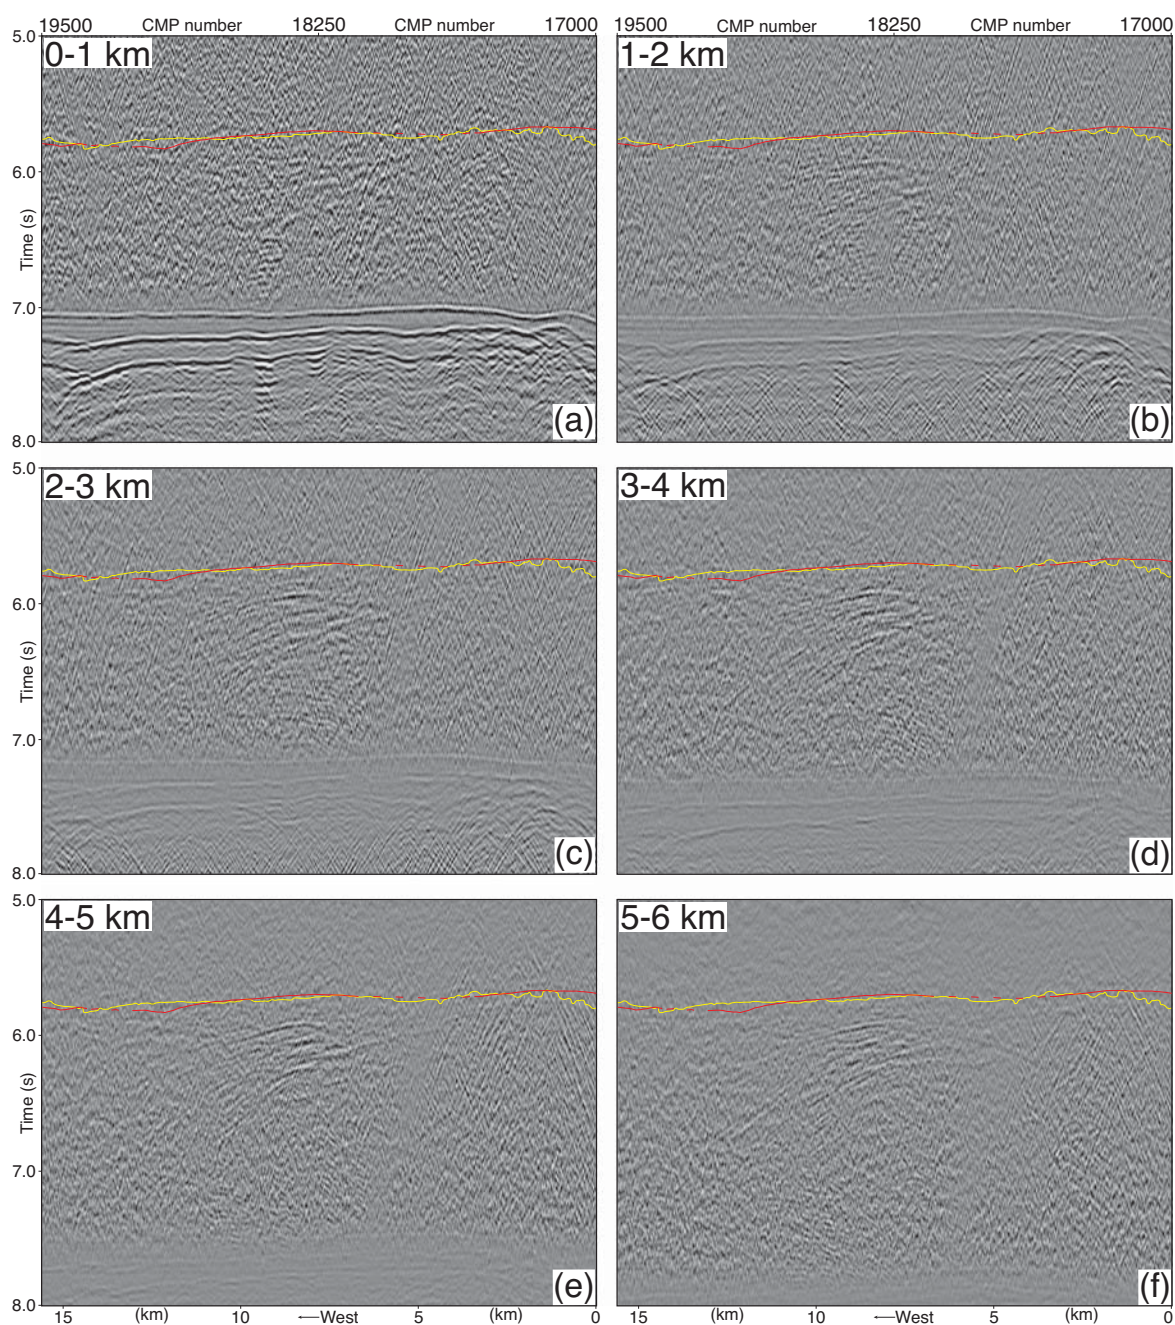 19500 CMP number 18250 CMP number 17000
19500 CMP number 18250 CMP number 17000
5.0 0-1 km 1-2 km
6.0
Time (s)
7.0
8.0 (a) (b)
5.0 2-3 km 3-4 km
6.0
Time (s)
7.0
8.0 (c) (d)
5.0 4-5 km 5-6 km
6.0
Time (s)
7.0
8.0 (e) (f)
15 (km) 10 ←West 5 (km) 0
15 (km) 10 ←West 5 (km) 0